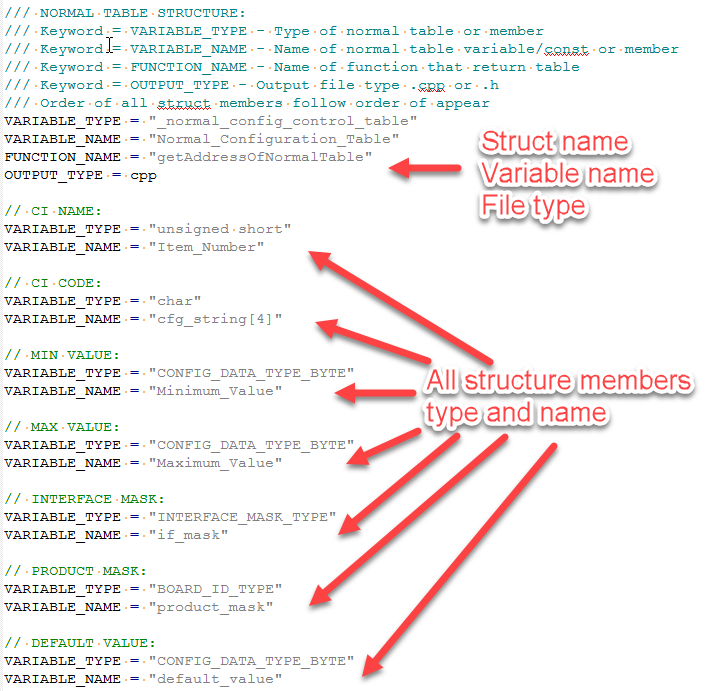 /// NORMAL TABLE STRUCTURE:
/// Keyword = VARIABLE_TYPE - Type of normal table or member
/// Keyword = VARIABLE_NAME - Name of normal table variable/const or member
/// Keyword = FUNCTION_NAME - Name of function that return table
/// Keyword = OUTPUT_TYPE - Output file type .cpp or .h
/// Order of all struct members follow order of appear
VARIABLE_TYPE = "_normal_config_control_table"
VARIABLE_NAME = "Normal_Configuration_Table"
FUNCTION_NAME = "getAddressOfNormalTable"
OUTPUT_TYPE = cpp
Struct name
Variable name
File type
// CI NAME:
VARIABLE_TYPE = "unsigned short"
VARIABLE_NAME = "Item_Number"
// CI CODE:
VARIABLE_TYPE = "char"
VARIABLE_NAME = "cfg_string[4]"
// MIN VALUE:
VARIABLE_TYPE = "CONFIG_DATA_TYPE_BYTE"
VARIABLE_NAME = "Minimum_Value"
All structure members
type and name
// MAX VALUE:
VARIABLE_TYPE = "CONFIG_DATA_TYPE_BYTE"
VARIABLE_NAME = "Maximum_Value"
// INTERFACE MASK:
VARIABLE_TYPE = "INTERFACE_MASK_TYPE"
VARIABLE_NAME = "if_mask"
// PRODUCT MASK:
VARIABLE_TYPE = "BOARD_ID_TYPE"
VARIABLE_NAME = "product_mask"
// DEFAULT VALUE:
VARIABLE_TYPE = "CONFIG_DATA_TYPE_BYTE"
VARIABLE_NAME = "default_value"